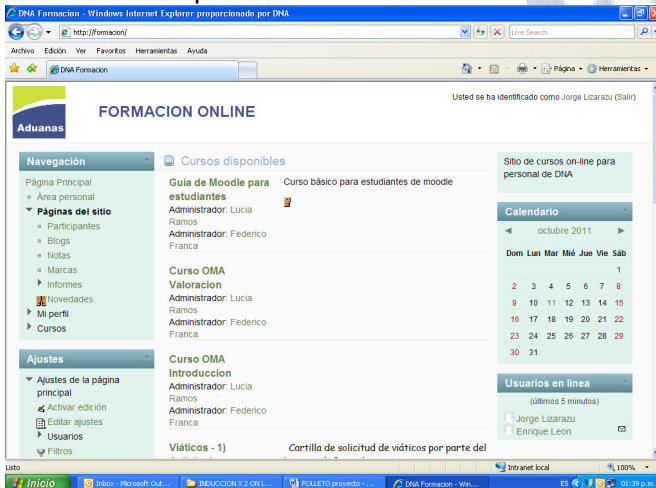 DNA Formacion - Windows Internet Explorer proporcionado por DNA
http://formacion/
Live Search
Archivo Edición Ver Favoritos Herramientas Ayuda
DNA Formacion
Página Herramientas
Usted se ha identificado como Jorge Lizarazu (Salir)
Aduanas
FORMACION ONLINE
Navegación
Página Principal
Área personal
Páginas del sitio
Participantes
Blogs
Notas
Marcas
Informes
Novedades
Mi perfil
Cursos
Ajustes
Ajustes de la página
principal
Activar edición
Editar ajustes
Usuarios
Filtros
Cursos disponibles
Guia de Moodle para
estudiantes
Administrador: Lucia
Ramos
Administrador: Federico
Franca
Curso básico para estudiantes de moodle
Curso OMA
Valoracion
Administrador: Lucia
Ramos
Administrador: Federico
Franca
Curso OMA
Introduccion
Administrador: Lucia
Ramos
Administrador: Federico
Franca
Viáticos - 1)
Cartilla de solicitud de viáticos por parte del
Sitio de cursos on-line para
personal de DNA
Calendario
◄ octubre 2011 ►
Dom Lun Mar Mié Jue Vie Sáb
1
2 3 4 5 6 7 8
9 10 11 12 13 14 15
16 17 18 19 20 21 22
23 24 25 26 27 28 29
30 31
Usuarios en línea
(últimos 5 minutos)
Jorge Lizarazu
Enrique Leon
Listo
Intranet local
100%
Inicio
Inbox - Microsoft Out...
INDUCCION X 2 ON L...
FOLLETO proyecto - ...
DNA Formacion - Win...
ES
01:39 p.m.